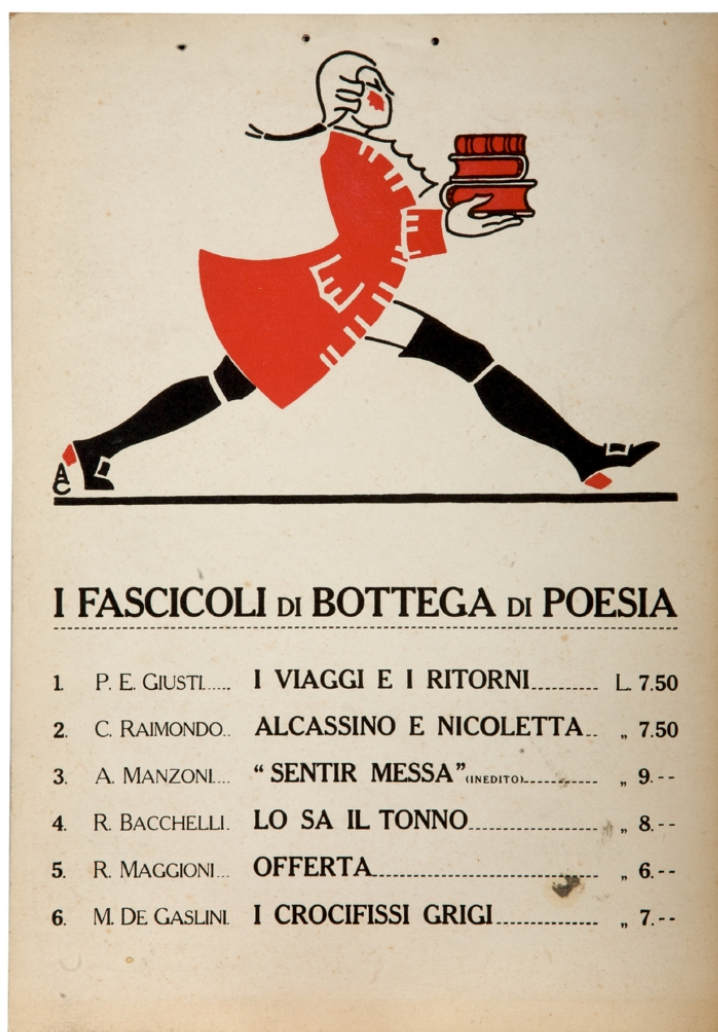 AC
I FASCICOLI DI BOTTEGA DI POESIA
1. P. E. GIUSTI..... I VIAGGI E I RITORNI........... L. 7.50
2. C. RAIMONDO.. ALCASSINO E NICOLETTA.. „ 7.50
3. A. MANZONI.... “SENTIR MESSA” (INEDITO)............ „ 9.--
4. R. BACCHELLI. LO SA IL TONNO..................... „ 8.--
5. R. MAGGIONI... OFFERTA.................................... „ 6.--
6. M. DE GASLINI. I CROCIFISSI GRIGI................ „ 7.--